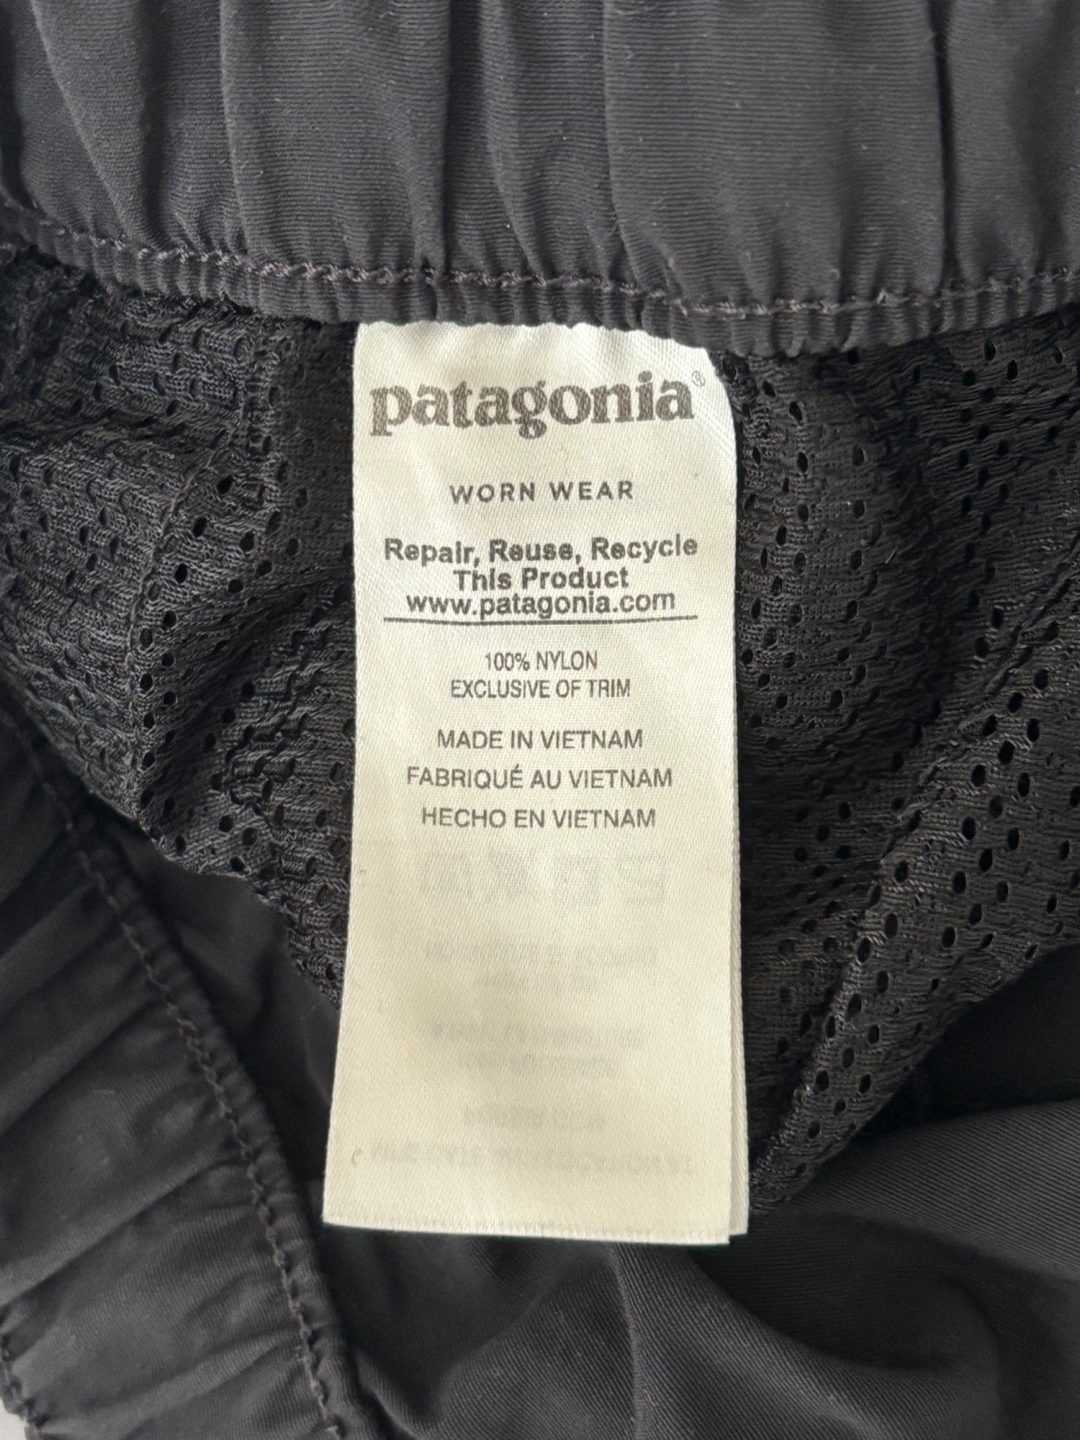 patagonia®
WORN WEAR
Repair, Reuse, Recycle
This Product
www.patagonia.com
100% NYLON
EXCLUSIVE OF TRIM
MADE IN VIETNAM
FABRIQUÉ AU VIETNAM
HECHO EN VIETNAM